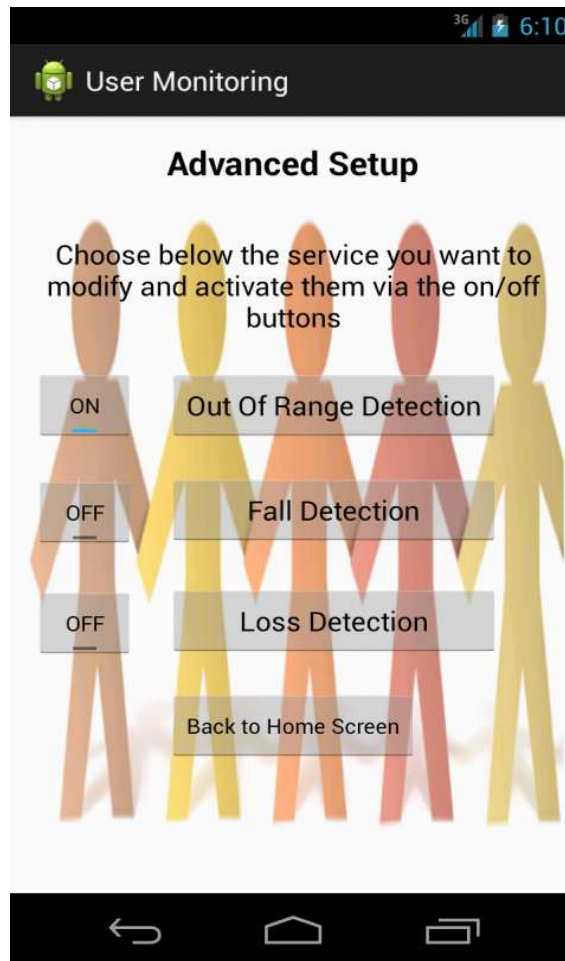 3G 6:10
User Monitoring
Advanced Setup
Choose below the service you want to
modify and activate them via the on/off
buttons
ON Out Of Range Detection
OFF Fall Detection
OFF Loss Detection
Back to Home Screen